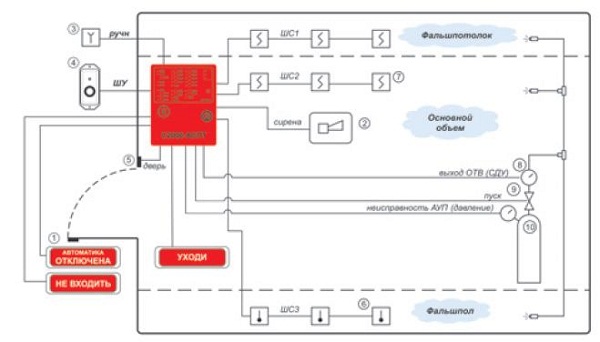 3
ручн
ШС1
Фальшпотолок
4
ШУ
ШС2
7
сирена
2
Основной
объем
5
дверь
выход ОТВ (СДУ)
8
пуск
9
неисправность АУП (давление)
10
1
АВТОМАТИКА
ОТКЛЮЧЕНА
УХОДИ
НЕ ВХОДИТЬ
ШС3
6
Фальшпол